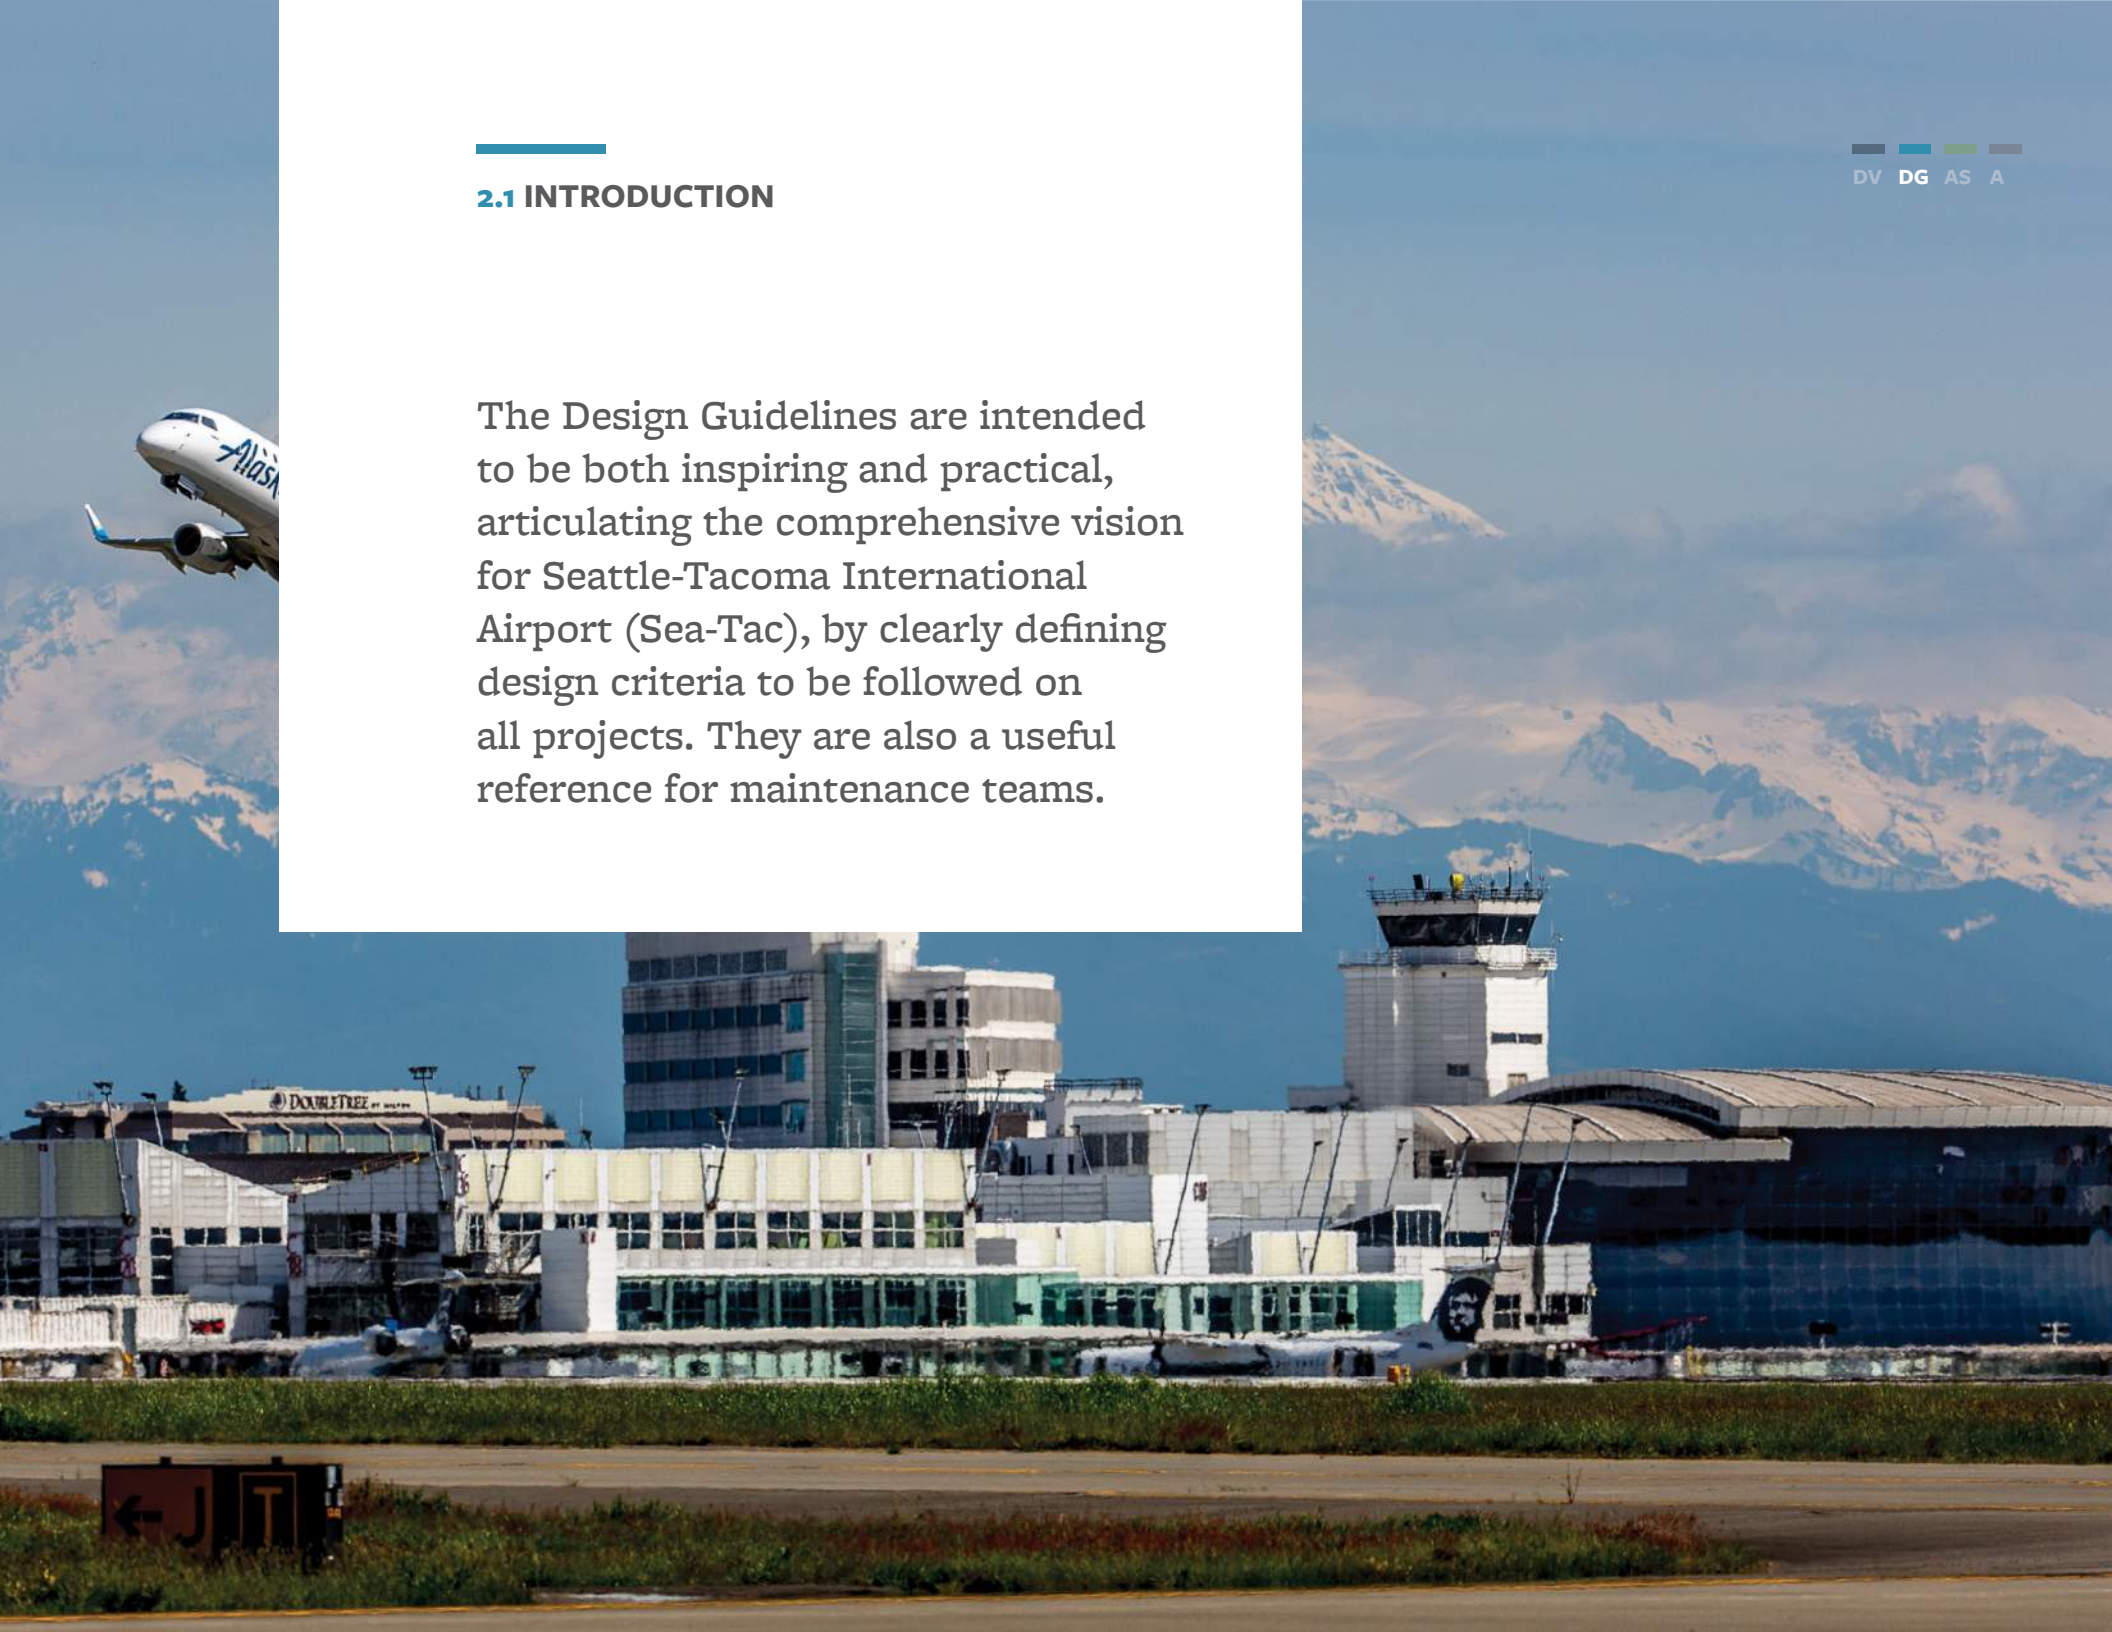 2.1 INTRODUCTION
DV DG AS A
The Design Guidelines are intended
to be both inspiring and practical,
articulating the comprehensive vision
for Seattle-Tacoma International
Airport (Sea-Tac), by clearly defining
design criteria to be followed on
all projects. They are also a useful
reference for maintenance teams.
Alask
DOUBLETREE
← J T